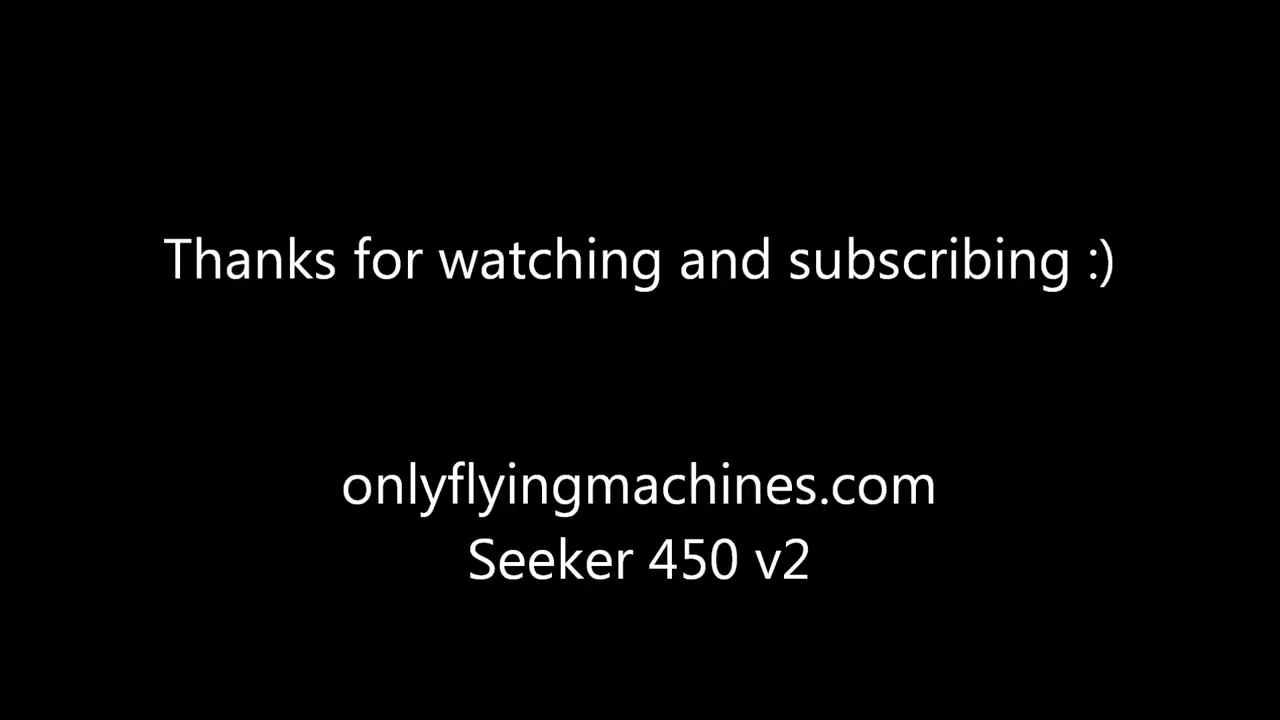 Thanks for watching and subscribing :)
onlyflyingmachines.com
Seeker 450 v2